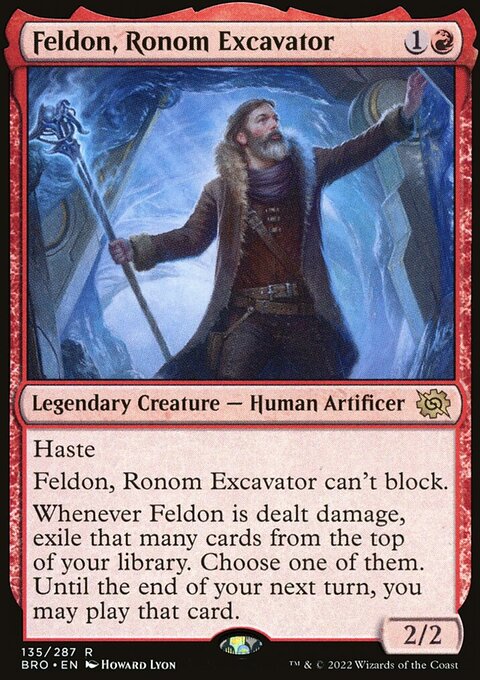 Feldon, Ronom Excavator 1
Legendary Creature — Human Artificer
Haste
Feldon, Ronom Excavator can't block.
Whenever Feldon is dealt damage,
exile that many cards from the top
of your library. Choose one of them.
Until the end of your next turn, you
may play that card.
2/2
135/287 R
BRO • EN Howard Lyon
™ & © 2022 Wizards of the Coast